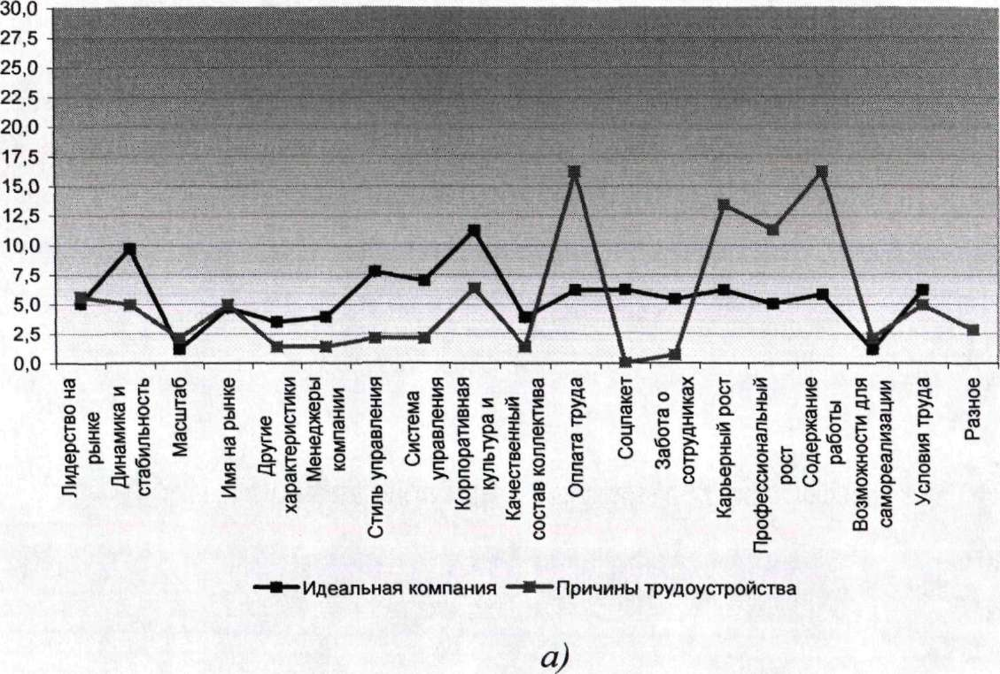 30,0
27,5
25,0
22,5
20,0
17,5
15,0
12,5
10,0
7,5
5,0
2,5
0,0
Лидерство на
рынке
Динамика и
стабильность
Масштаб
Имя на рынке
Другие
характеристики
Менеджеры
компании
Стиль управления
Система
управления
Корпоративная
культура и
Качественный
состав коллектива
Оплата труда
Соцпакет
Забота о
сотрудниках
Карьерный рост
Профессиональный
рост
Содержание
работы
Возможности для
самореализации
Условия труда
Разное
Идеальная компания
Причины трудоустройства
а)